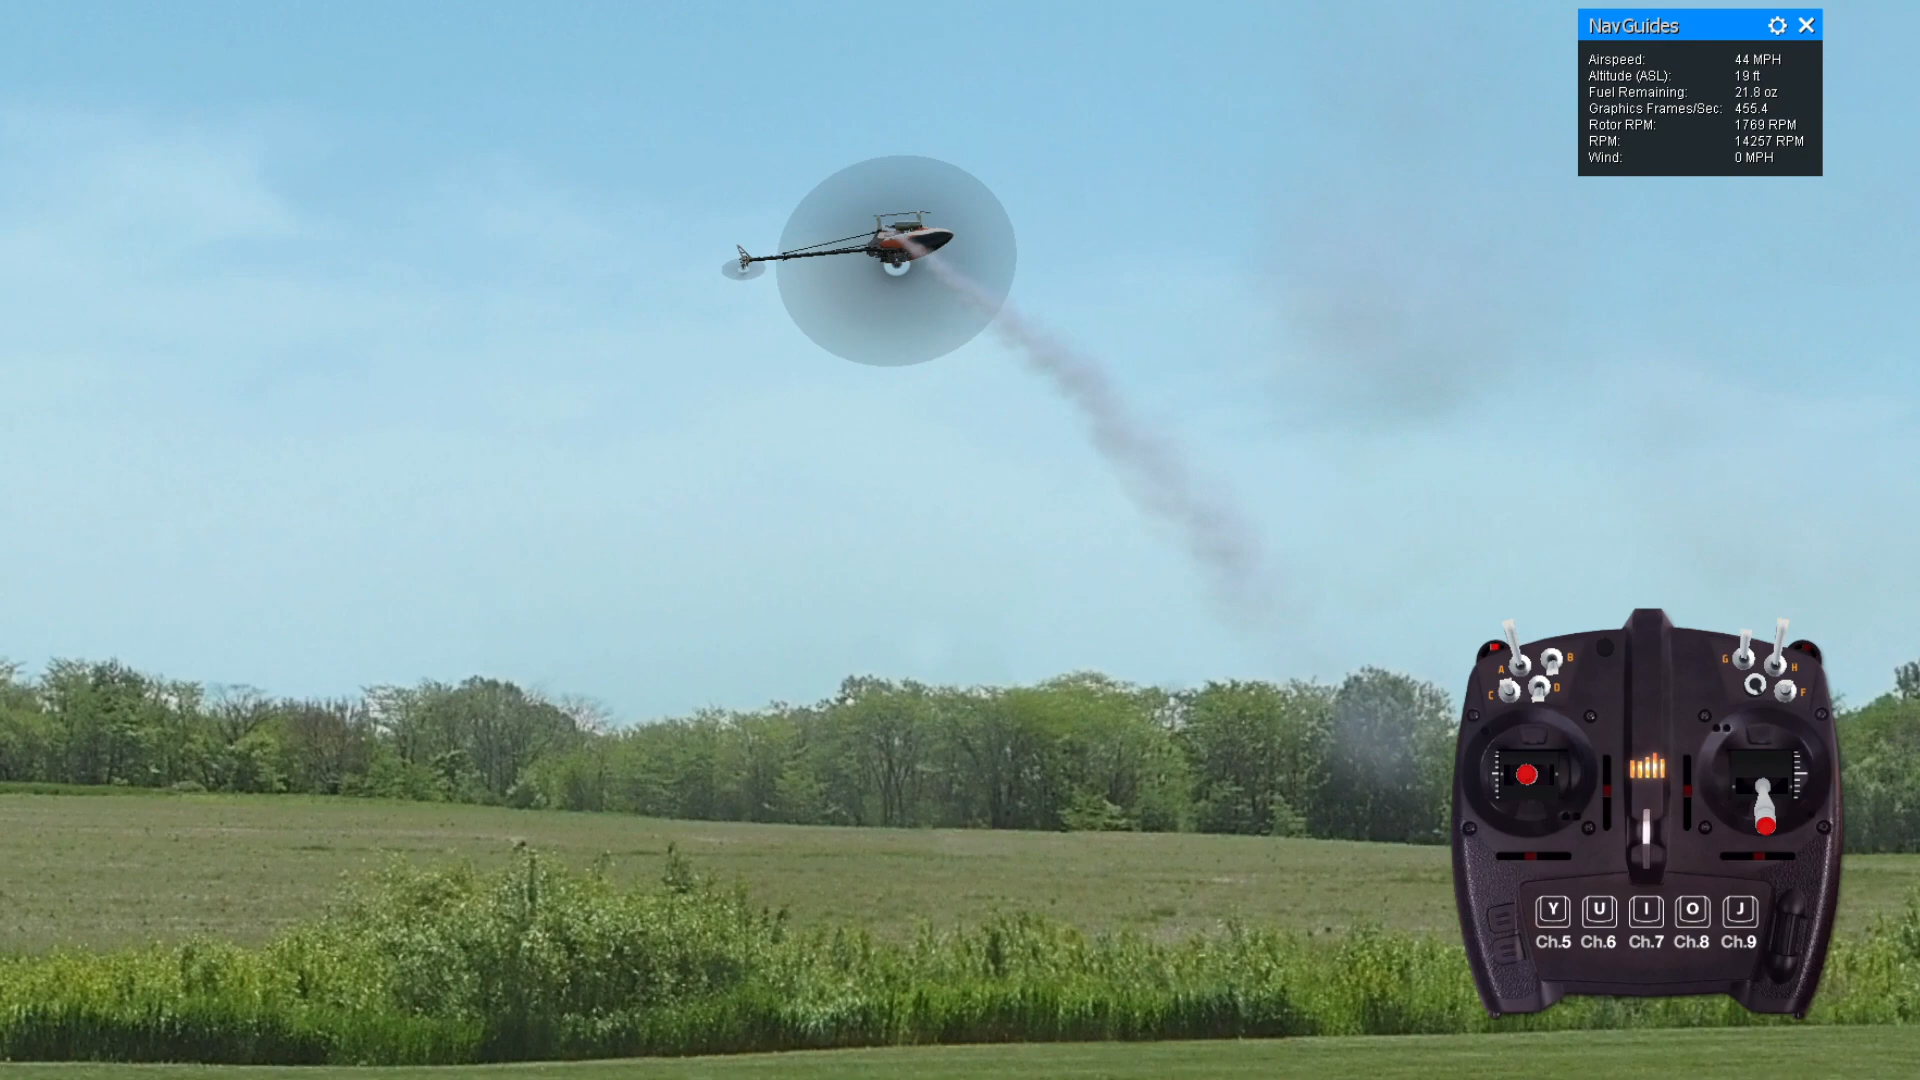 NavGuides
Airspeed: 44 MPH
Altitude (ASL): 19 ft
Fuel Remaining: 21.8 oz
Graphics Frames/Sec: 455.4
Rotor RPM: 1769 RPM
RPM: 14257 RPM
Wind: 0 MPH
A B
C D
G H
F
Y U I O J
Ch.5 Ch.6 Ch.7 Ch.8 Ch.9